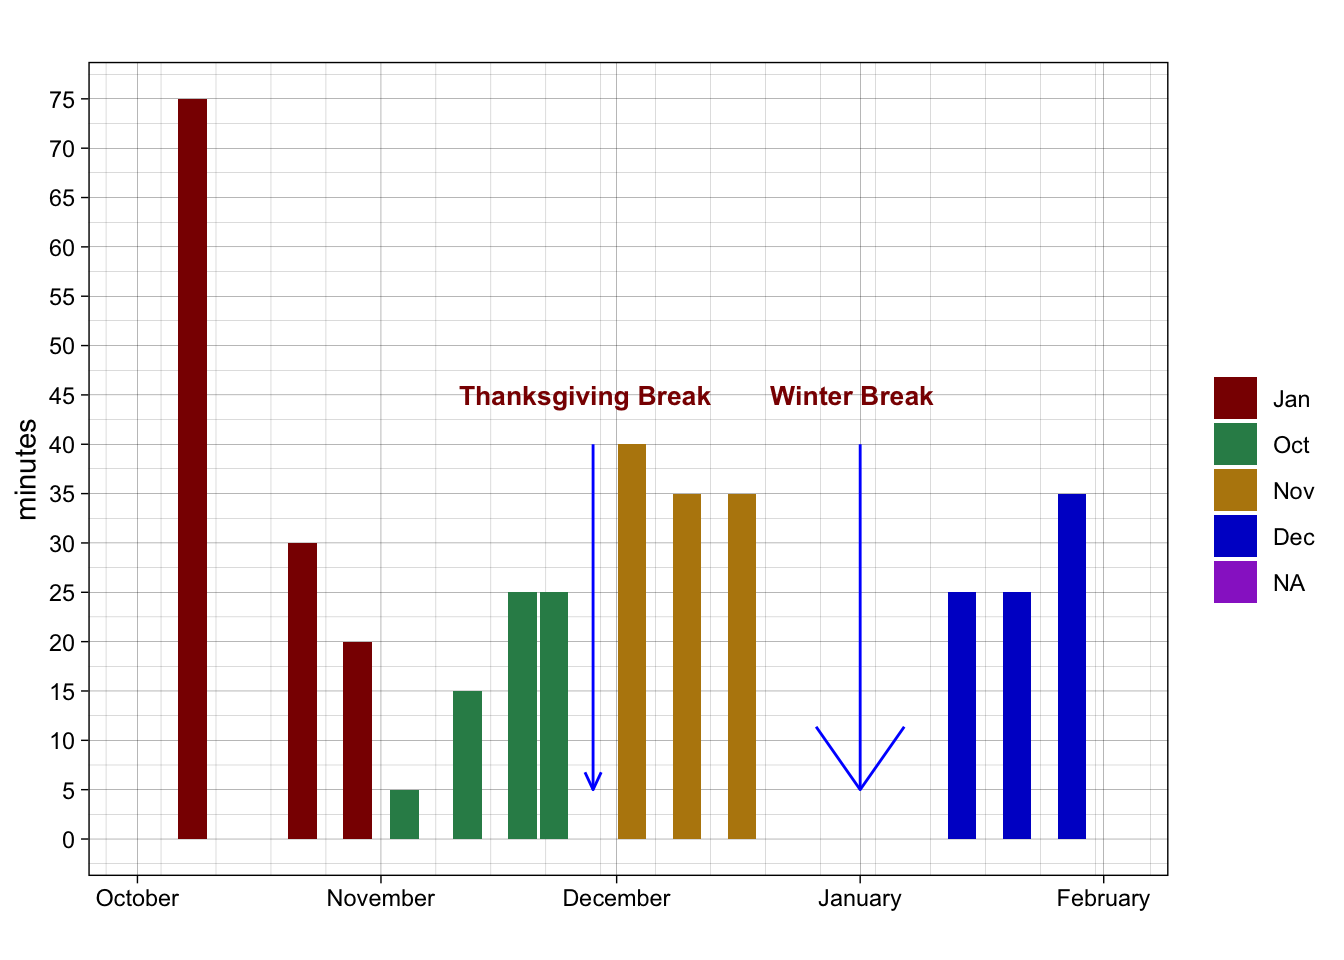 75
70
65
60
55
50
45
40
35
30
25
20
15
10
5
0
minutes
Thanksgiving Break
Winter Break
October
November
December
January
February
Jan
Oct
Nov
Dec
NA